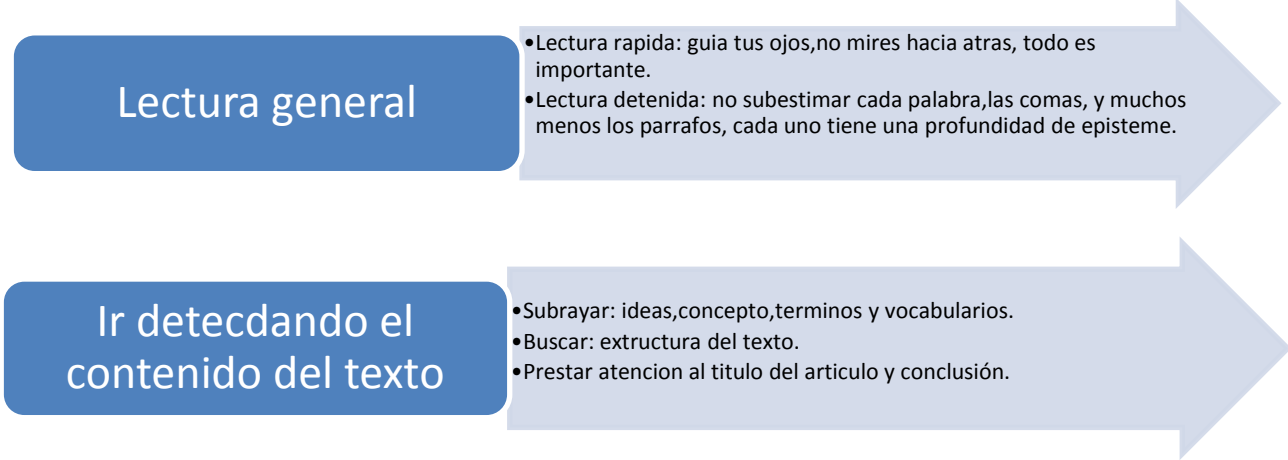 Lectura general
•Lectura rapida: guia tus ojos,no mires hacia atras, todo es
importante.
•Lectura detenida: no subestimar cada palabra,las comas, y muchos
menos los parrafos, cada uno tiene una profundidad de episteme.
Ir detecdando el
contenido del texto
•Subrayar: ideas,concepto,terminos y vocabularios.
•Buscar: extructura del texto.
•Prestar atencion al titulo del articulo y conclusión.